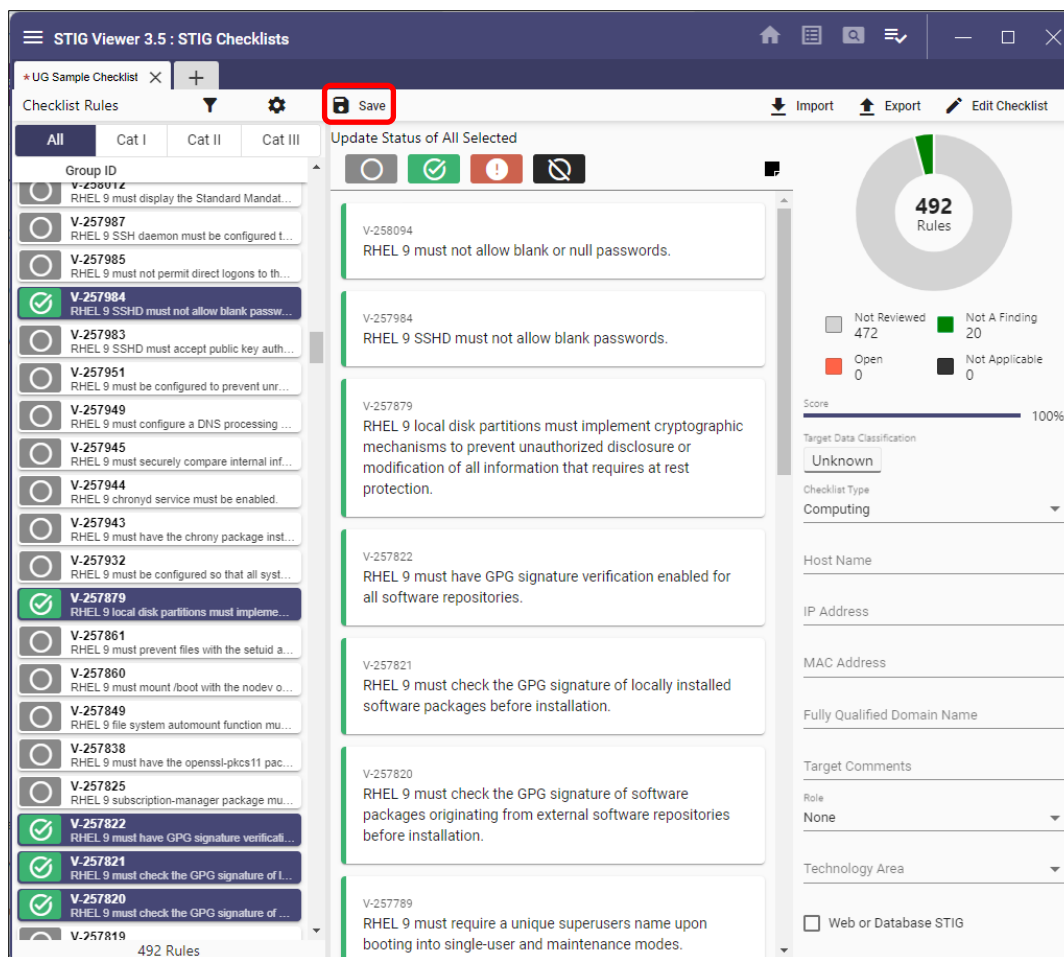 STIG Viewer 3.5 : STIG Checklists
* UG Sample Checklist
Checklist Rules
Save
Import
Export
Edit Checklist
All
Cat I
Cat II
Cat III
Group ID
V-258012
RHEL 9 must display the Standard Mandat...
V-257987
RHEL 9 SSH daemon must be configured t...
V-257985
RHEL 9 must not permit direct logons to th...
V-257984
RHEL 9 SSHD must not allow blank passw...
V-257983
RHEL 9 SSHD must accept public key auth...
V-257951
RHEL 9 must be configured to prevent unr...
V-257949
RHEL 9 must configure a DNS processing ...
V-257945
RHEL 9 must securely compare internal inf...
V-257944
RHEL 9 chronyd service must be enabled.
V-257943
RHEL 9 must have the chrony package inst...
V-257932
RHEL 9 must be configured so that all syst...
V-257879
RHEL 9 local disk partitions must impleme...
V-257861
RHEL 9 must prevent files with the setuid a...
V-257860
RHEL 9 must mount /boot with the nodev o...
V-257849
RHEL 9 file system automount function mu...
V-257838
RHEL 9 must have the openssl-pkcs11 pac...
V-257825
RHEL 9 subscription-manager package mu...
V-257822
RHEL 9 must have GPG signature verificati...
V-257821
RHEL 9 must check the GPG signature of l...
V-257820
RHEL 9 must check the GPG signature of ...
V-257819
492 Rules
Update Status of All Selected
V-258094
RHEL 9 must not allow blank or null passwords.
V-257984
RHEL 9 SSHD must not allow blank passwords.
V-257879
RHEL 9 local disk partitions must implement cryptographic
mechanisms to prevent unauthorized disclosure or
modification of all information that requires at rest
protection.
V-257822
RHEL 9 must have GPG signature verification enabled for
all software repositories.
V-257821
RHEL 9 must check the GPG signature of locally installed
software packages before installation.
V-257820
RHEL 9 must check the GPG signature of software
packages originating from external software repositories
before installation.
V-257789
RHEL 9 must require a unique superusers name upon
booting into single-user and maintenance modes.
492
Rules
Not Reviewed
472
Not A Finding
20
Open
0
Not Applicable
0
Score
100%
Target Data Classification
Unknown
Checklist Type
Computing
Host Name
IP Address
MAC Address
Fully Qualified Domain Name
Target Comments
Role
None
Technology Area
Web or Database STIG